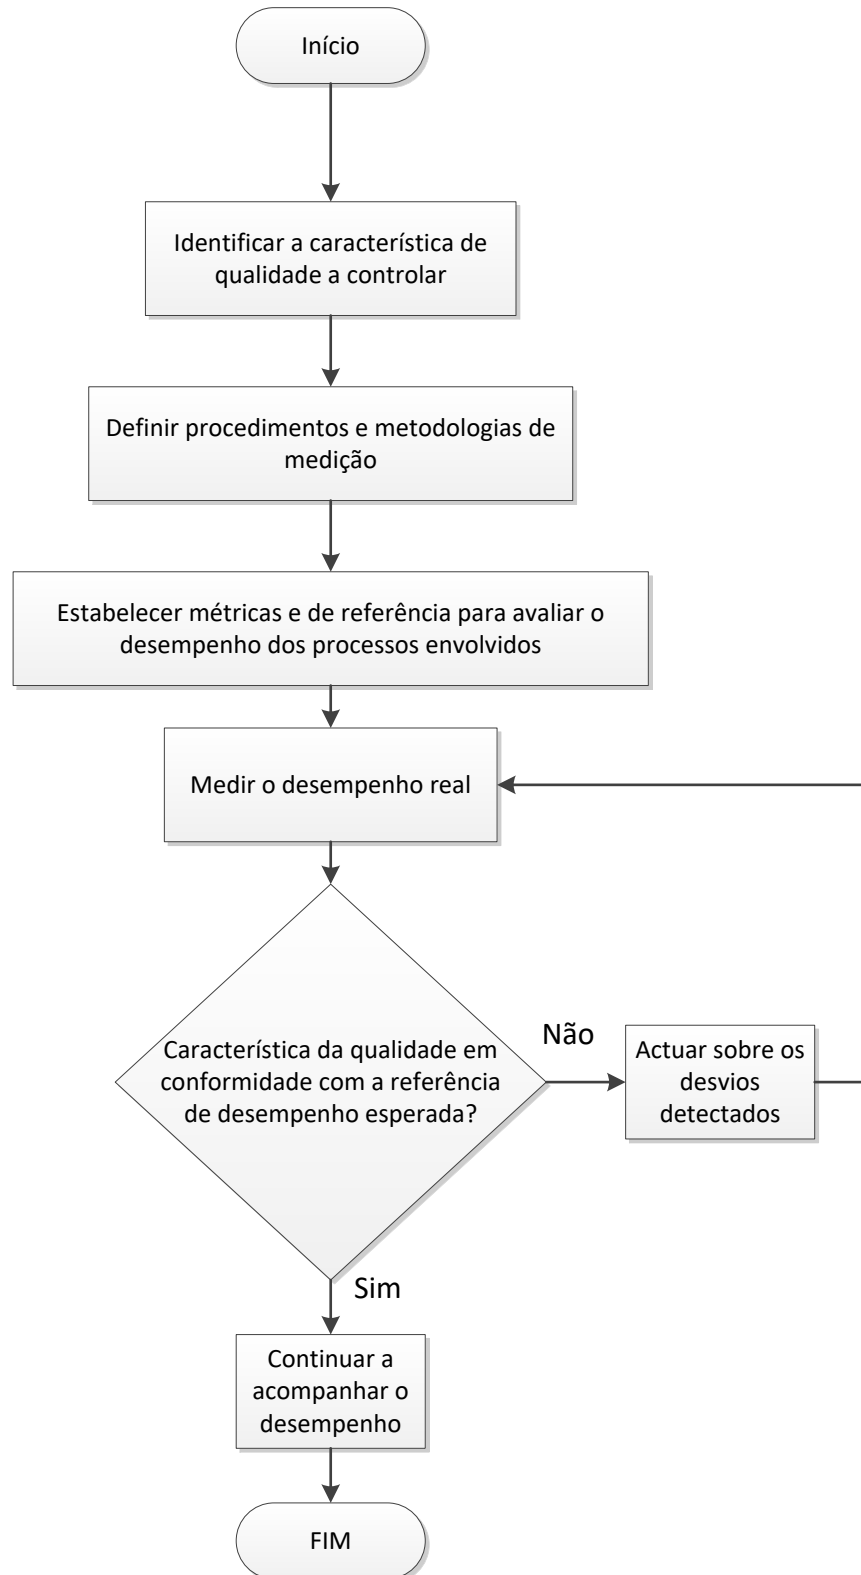 Início
Identificar a característica de
qualidade a controlar
Definir procedimentos e metodologias de
medição
Estabelecer métricas e de referência para avaliar o
desempenho dos processos envolvidos
Medir o desempenho real
Característica da qualidade em
conformidade com a referência
de desempenho esperada?
Não
Actuar sobre os
desvios
detectados
Sim
Continuar a
acompanhar o
desempenho
FIM